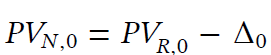 PV_{N,0} = PV_{R,0} − Δ_0